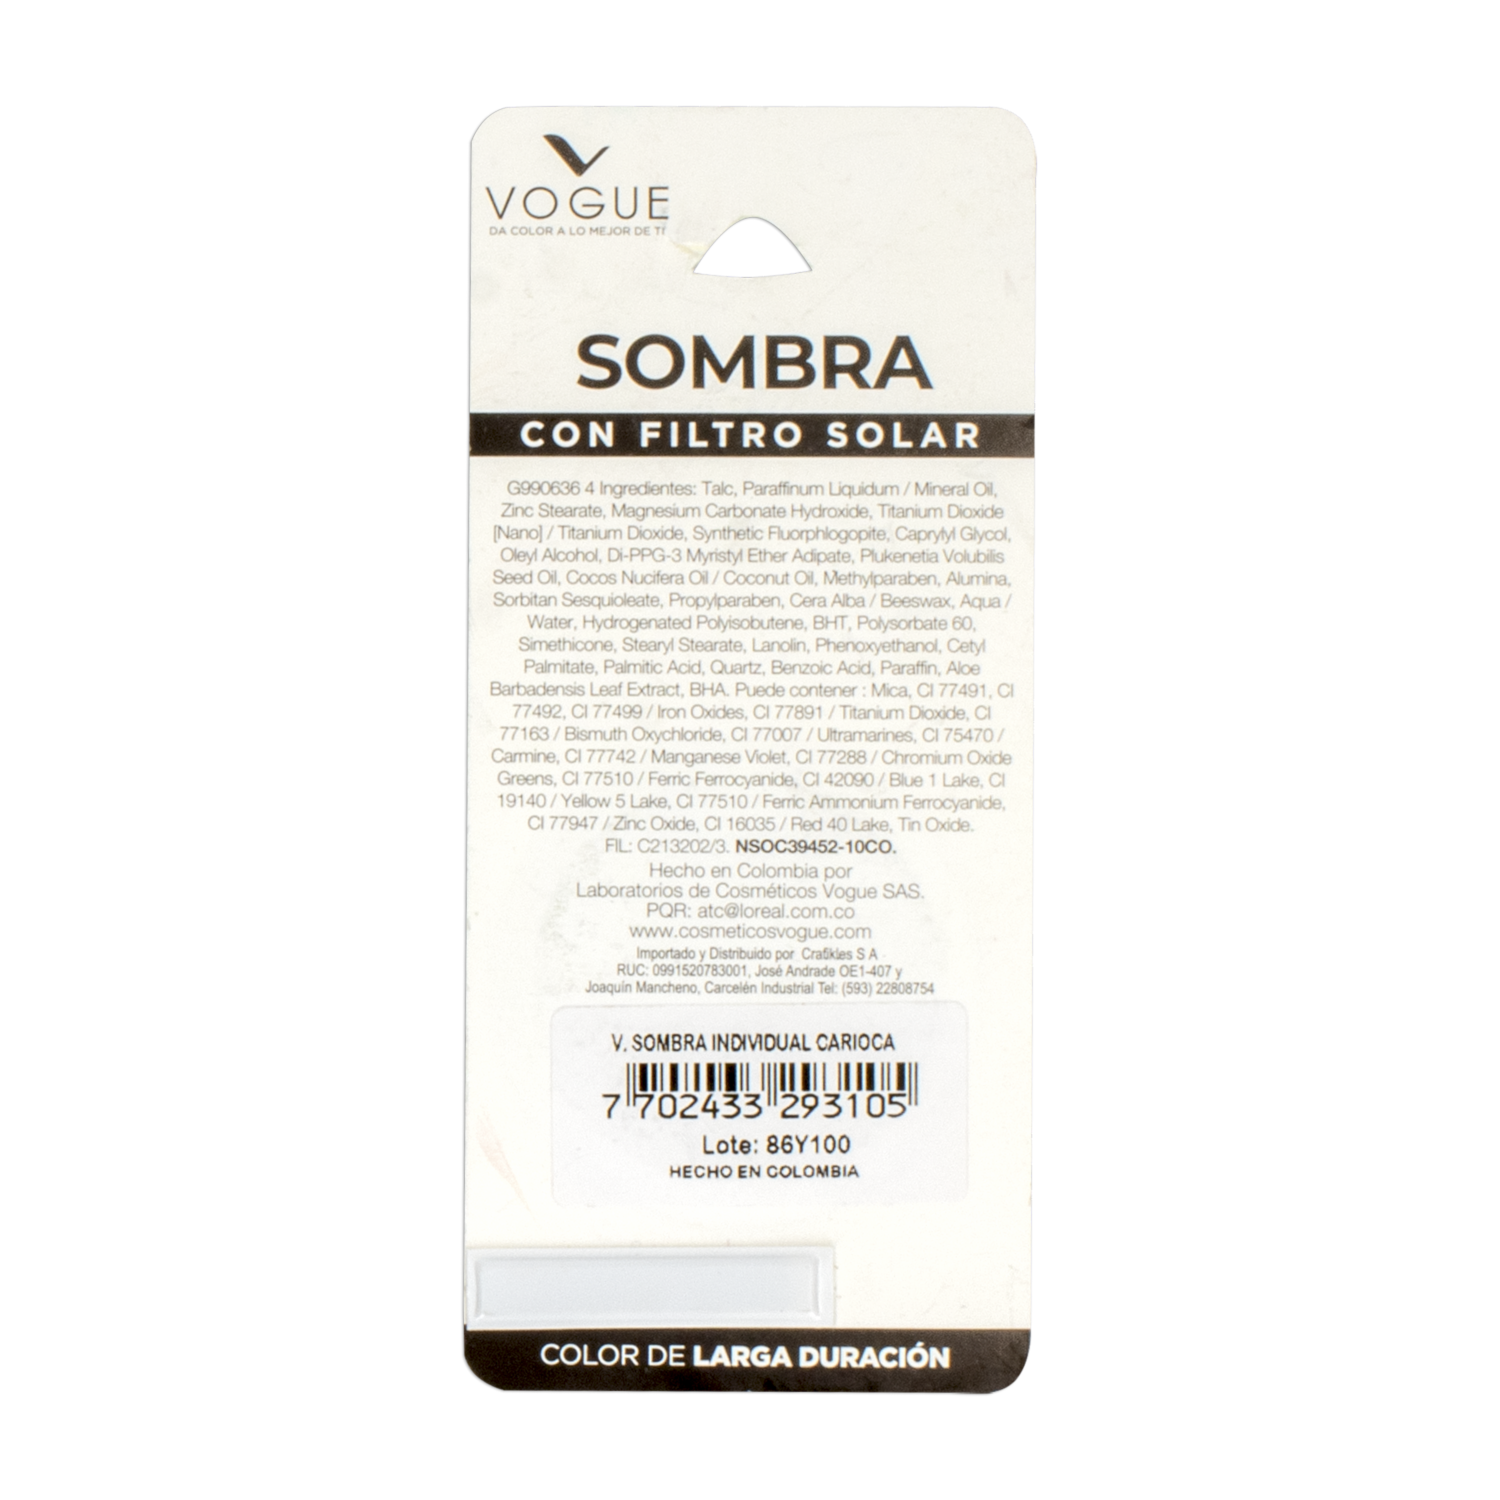 VOGUE
DA COLOR A LO MEJOR DE TI
SOMBRA
CON FILTRO SOLAR
G990636 4 Ingredientes: Talc, Paraffinum Liquidum / Mineral Oil,
Zinc Stearate, Magnesium Carbonate Hydroxide, Titanium Dioxide
[Nano] / Titanium Dioxide, Synthetic Fluorphlogopite, Caprylyl Glycol,
Oleyl Alcohol, Di-PPG-3 Myristyl Ether Adipate, Plukenetia Volubilis
Seed Oil, Cocos Nucifera Oil / Coconut Oil, Methylparaben, Alumina,
Sorbitan Sesquioleate, Propylparaben, Cera Alba / Beeswax, Aqua /
Water, Hydrogenated Polyisobutene, BHT, Polysorbate 60,
Simethicone, Stearyl Stearate, Lanolin, Phenoxyethanol, Cetyl
Palmitate, Palmitic Acid, Quartz, Benzoic Acid, Paraffin, Aloe
Barbadensis Leaf Extract, BHA. Puede contener : Mica, CI 77491, CI
77492, CI 77499 / Iron Oxides, CI 77891 / Titanium Dioxide, CI
77163 / Bismuth Oxychloride, CI 77007 / Ultramarines, CI 75470 /
Carmine, CI 77742 / Manganese Violet, CI 77288 / Chromium Oxide
Greens, CI 77510 / Ferric Ferrocyanide, CI 42090 / Blue 1 Lake, CI
19140 / Yellow 5 Lake, CI 77510 / Ferric Ammonium Ferrocyanide,
CI 77947 / Zinc Oxide, CI 16035 / Red 40 Lake, Tin Oxide.
FIL: C213202/3. NSOC39452-10CO.
Hecho en Colombia por
Laboratorios de Cosméticos Vogue SAS.
PQR: atc@loreal.com.co
www.cosmeticosvogue.com
Importado y Distribuido por Crafikles S A
RUC: 0991520783001, José Andrade OE1-407 y
Joaquín Mancheno, Carcelén Industrial Tel: (593) 22808754
V. SOMBRA INDIVIDUAL CARIOCA
7 702433 293105
Lote: 86Y100
HECHO EN COLOMBIA
COLOR DE LARGA DURACIÓN